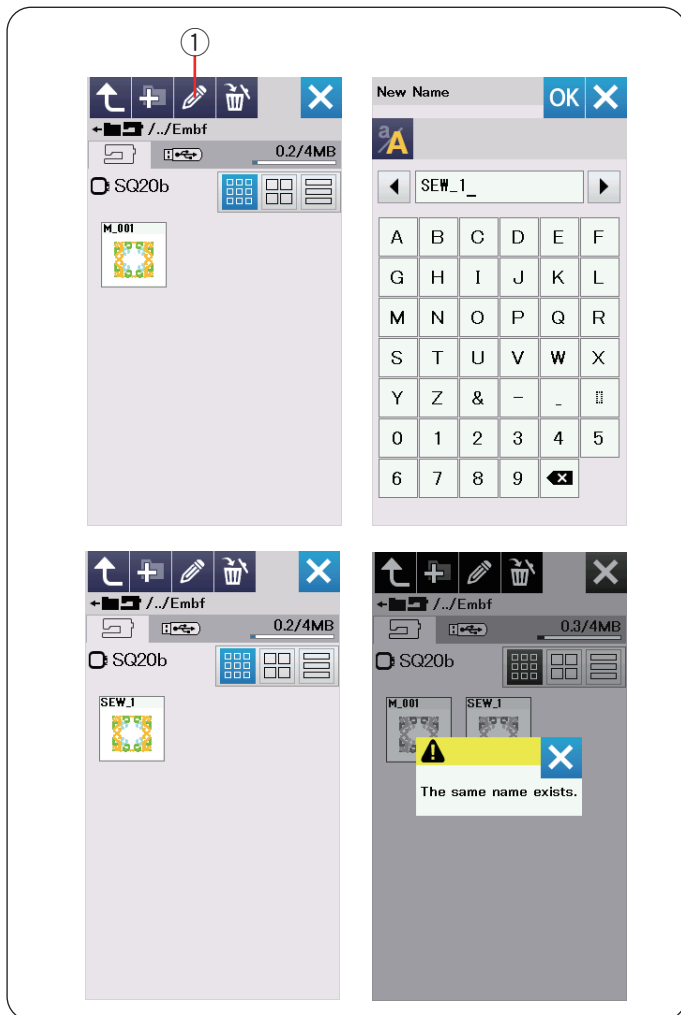 ①
/../Embf
0.2/4MB
SQ20b
M_001
New Name
OK
a/A
SEW_1_
A B C D E F
G H I J K L
M N O P Q R
S T U V W X
Y Z & - _
0 1 2 3 4 5
6 7 8 9
/../Embf
0.2/4MB
SQ20b
SEW_1
/../Embf
0.3/4MB
SQ20b
M_001 SEW_1
The same name exists.